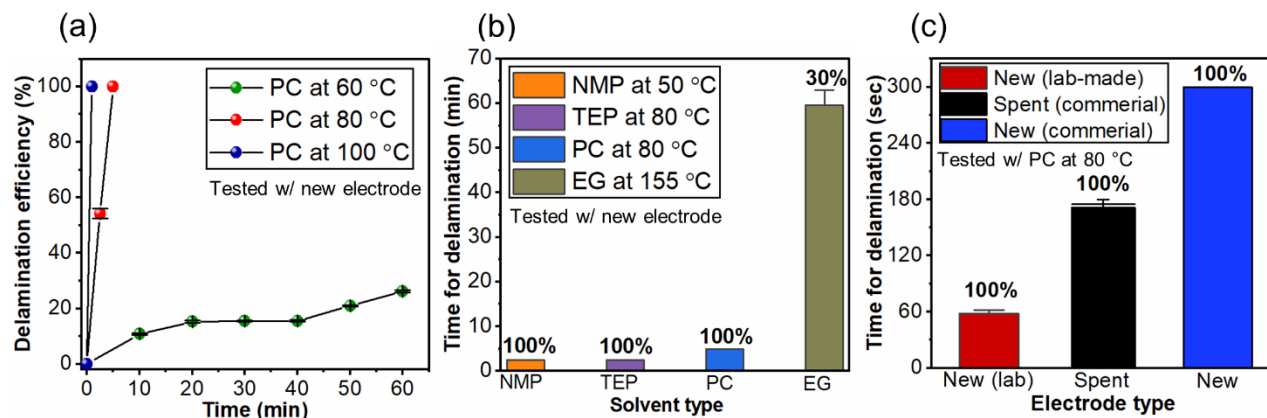 (a)
Delamination efficiency (%)
100
80
60
40
20
0
PC at 60 °C
PC at 80 °C
PC at 100 °C
Tested w/ new electrode
0 10 20 30 40 50 60
Time (min)
(b)
Time for delamination (min)
70
60
50
40
30
20
10
0
NMP at 50 °C
TEP at 80 °C
PC at 80 °C
EG at 155 °C
Tested w/ new electrode
100% 100% 100% 30%
NMP TEP PC EG
Solvent type
(c)
Time for delamination (sec)
300
240
180
120
60
0
New (lab-made)
Spent (commerial)
New (commerial)
Tested w/ PC at 80 °C
100% 100% 100%
New (lab) Spent New
Electrode type